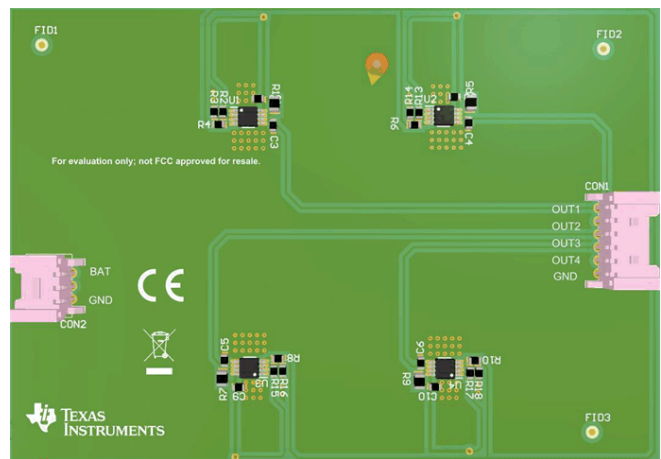 FID1
FID2
R3
R2
U1
R1
R4
C3
R14
R13
U2
R5
R6
C4
For evaluation only; not FCC approved for resale.
CON1
OUT1
OUT2
OUT3
OUT4
GND
BAT
GND
CON2
C5
R8
R7
C9
U3
R15
R16
C6
R10
R9
C10
U4
R17
R18
FID3
TEXAS
INSTRUMENTS